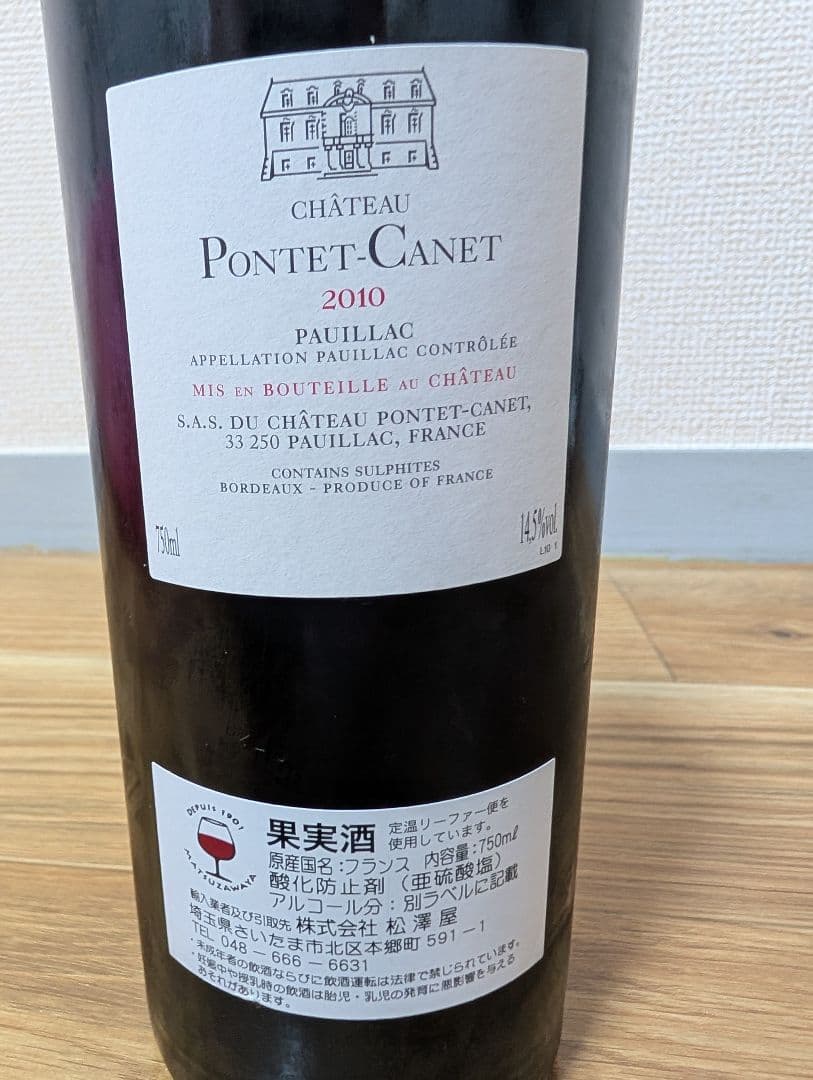 CHÂTEAU
PONTET-CANET
2010
PAUILLAC
APPELLATION PAUILLAC CONTRÔLÉE
MIS EN BOUTEILLE AU CHÂTEAU
S.A.S. DU CHÂTEAU PONTET-CANET,
33 250 PAUILLAC, FRANCE
CONTAINS SULPHITES
BORDEAUX - PRODUCE OF FRANCE
750ml
14,5%vol.
L10 1
DEPUIS 1901
MATSUZAWAYA
果実酒
定温リーファー便を
使用しています。
原産国名:フランス 内容量:750mℓ
酸化防止剤(亜硫酸塩)
アルコール分:別ラベルに記載
輸入業者及び引取先 株式会社 松澤屋
埼玉県さいたま市北区本郷町591-1
TEL 048-666-6631
・未成年者の飲酒ならびに飲酒運転は法律で禁じられています。
・妊娠中や授乳時の飲酒は胎児・乳児の発育に悪影響を与える
おそれがあります。